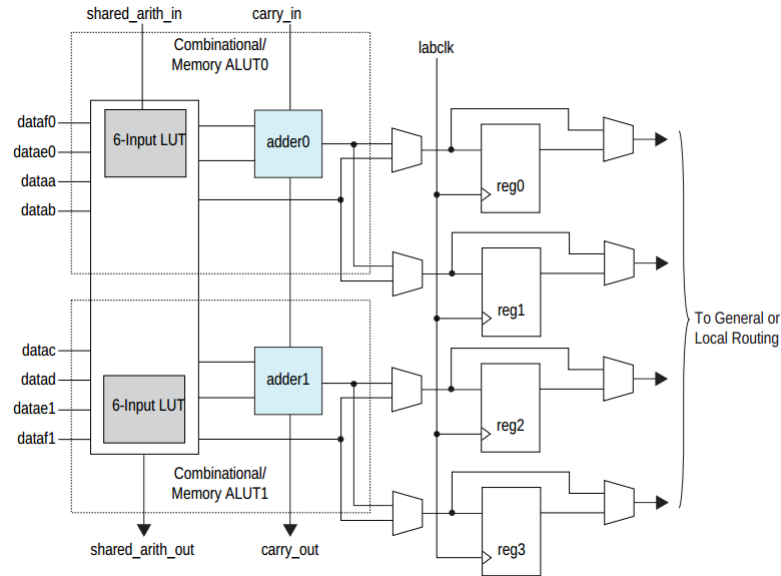 shared_arith_in
carry_in
Combinational/
Memory ALUT0
labclk
dataf0
datae0
dataa
datab
6-Input LUT
adder0
reg0
reg1
To General or
Local Routing
datac
datad
datae1
dataf1
6-Input LUT
adder1
reg2
Combinational/
Memory ALUT1
reg3
shared_arith_out
carry_out